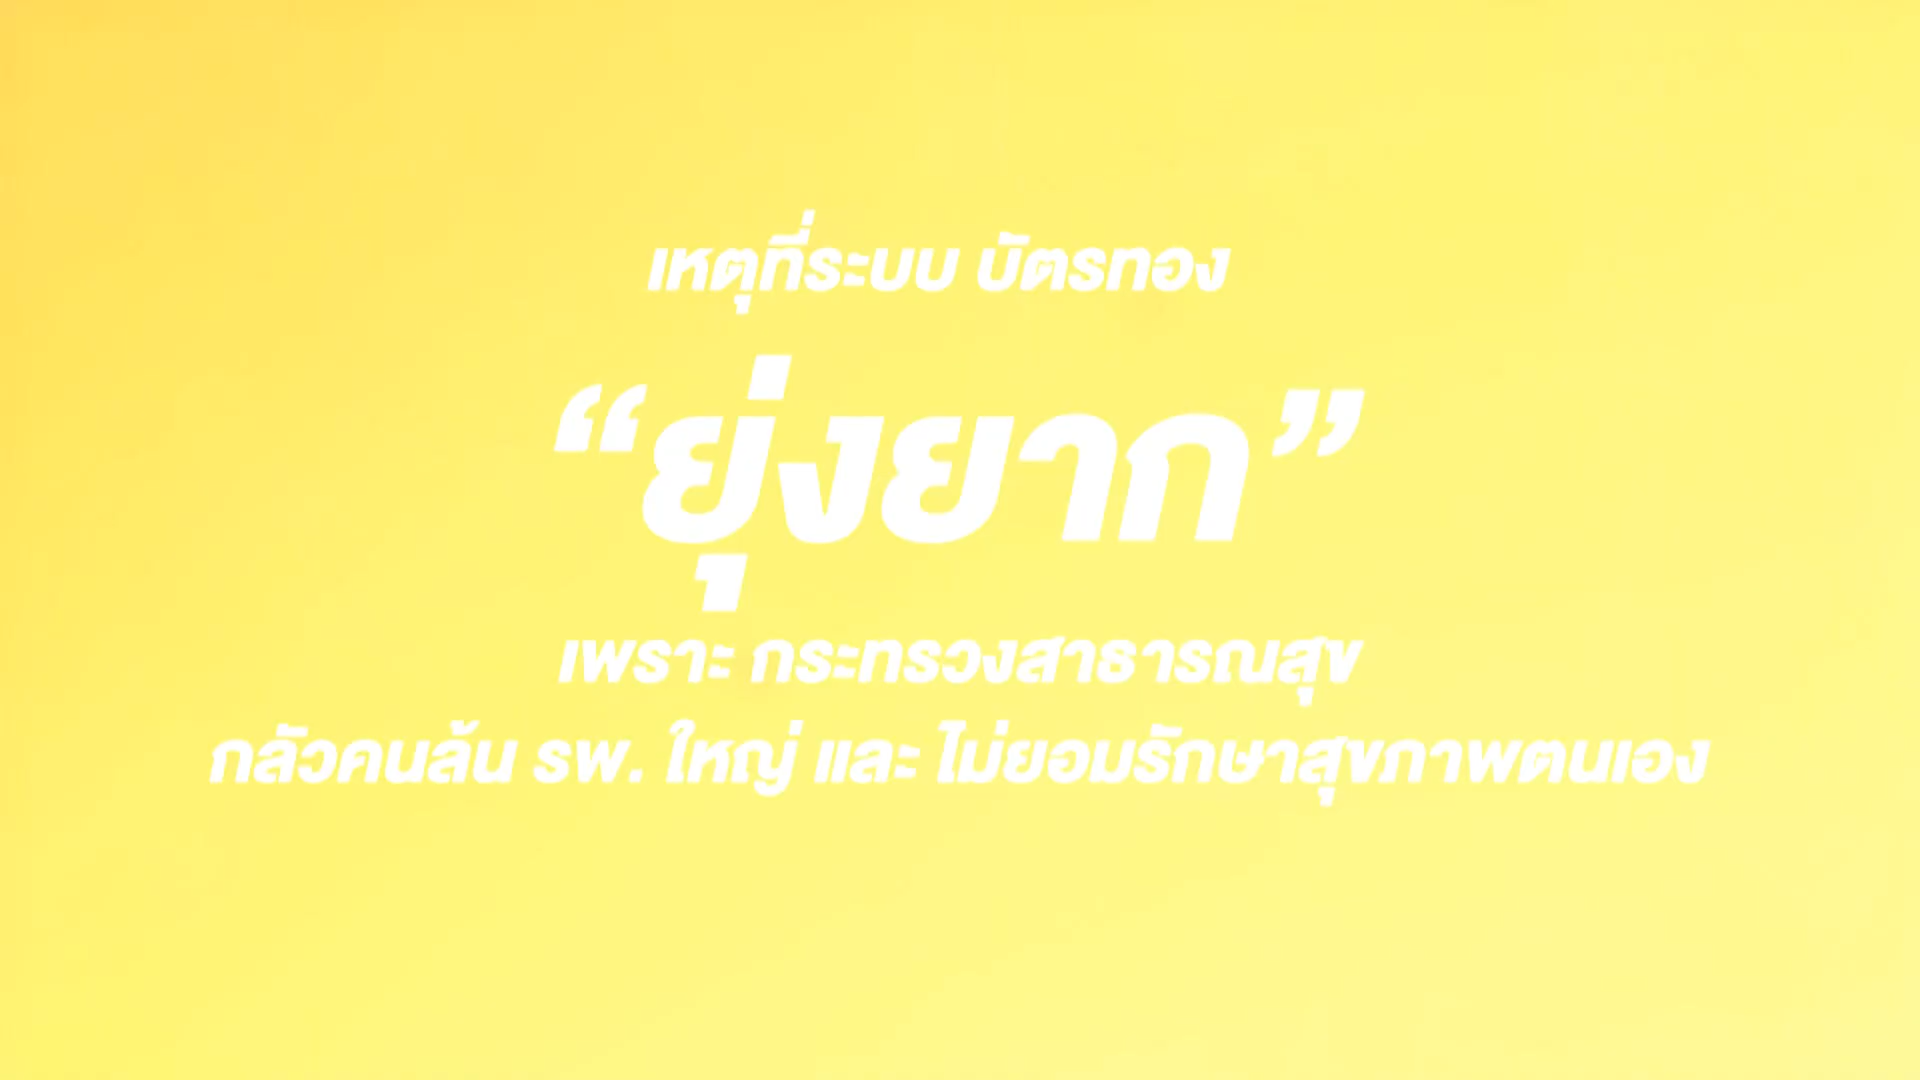 เหตุที่ระบบ บัตรทอง
“ยุ่งยาก”
เพราะ กระทรวงสาธารณสุข
กลัวคนล้น รพ. ใหญ่ และ ไม่ยอมรักษาสุขภาพตนเอง